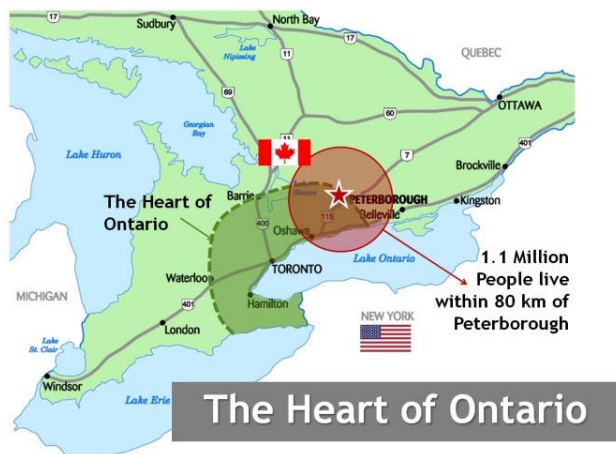 17
Sudbury
North Bay
17
Lake
Nipissing
11
17
QUEBEC
69
Georgian
Bay
60
OTTAWA
Lake Huron
11
7
401
Brockville
The Heart of
Ontario
Barrie
PETERBOROUGH
Belleville
Kingston
400
115
Oshawa
Lake Ontario
TORONTO
1.1 Million
People live
within 80 km of
Peterborough
Waterloo
MICHIGAN
401
Hamilton
NEW YORK
London
Lake
St. Clair
Windsor
Lake Erie
The Heart of Ontario